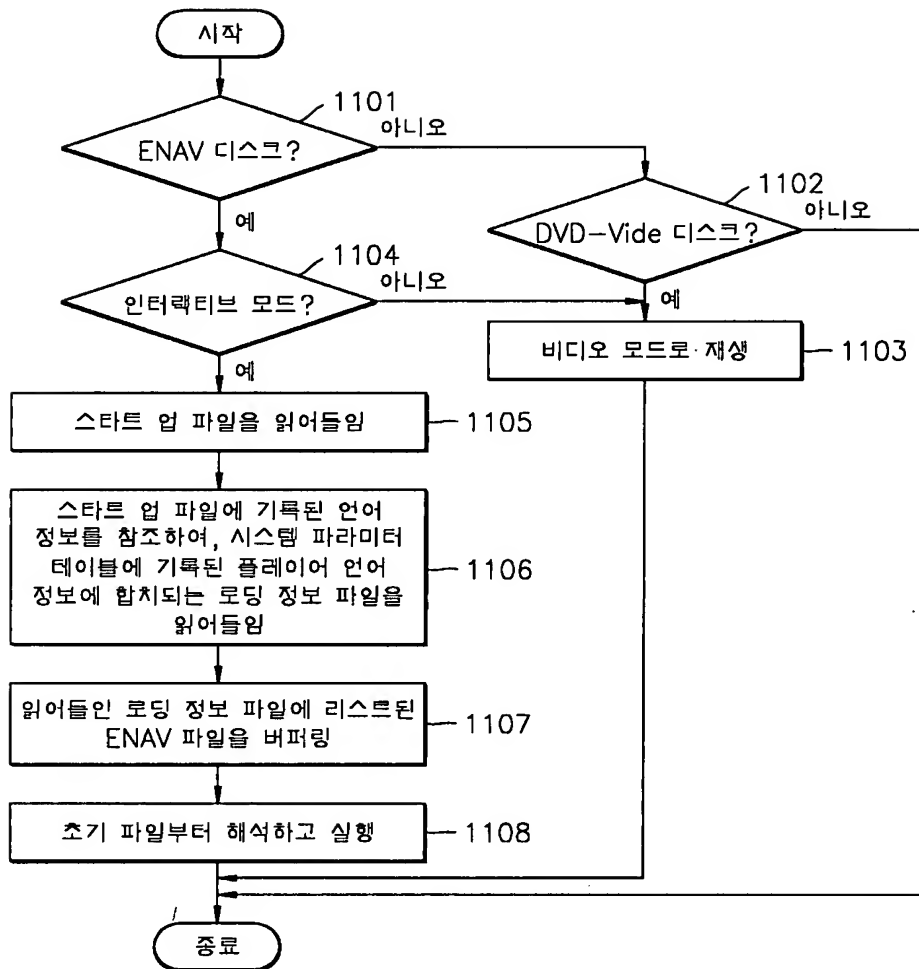 시작
1101
ENAV 디스크?
아니오
예
1102
DVD-Vide 디스크?
아니오
예
1104
인터랙티브 모드?
아니오
예
비디오 모드로 재생
1103
스타트 업 파일을 읽어들임
1105
스타트 업 파일에 기록된 언어
정보를 참조하여, 시스템 파라미터
테이블에 기록된 플레이어 언어
정보에 합치되는 로딩 정보 파일을
읽어들임
1106
읽어들인 로딩 정보 파일에 리스트된
ENAV 파일을 버퍼링
1107
초기 파일부터 해석하고 실행
1108
종료